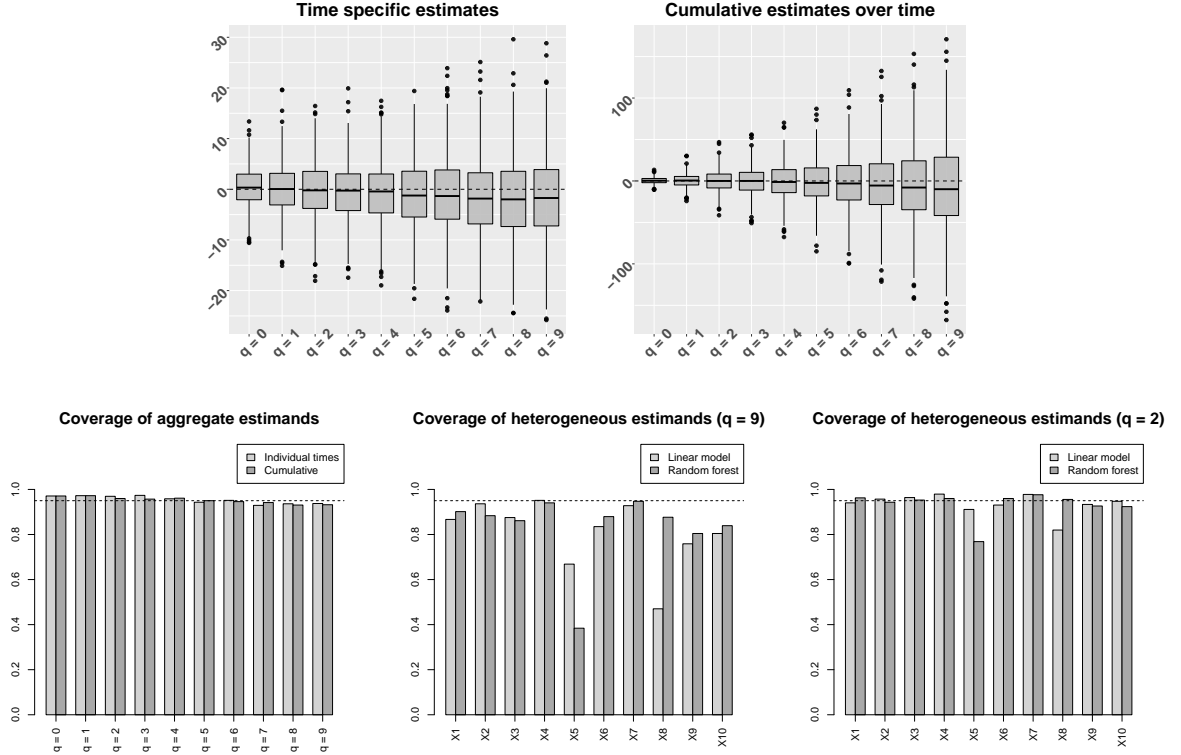 Time specific estimates
30
20
10
0
−10
−20
q = 0
q = 1
q = 2
q = 3
q = 4
q = 5
q = 6
q = 7
q = 8
q = 9
Cumulative estimates over time
100
0
−100
q = 0
q = 1
q = 2
q = 3
q = 4
q = 5
q = 6
q = 7
q = 8
q = 9
Coverage of aggregate estimands
Individual times
Cumulative
1.0
0.8
0.6
0.4
0.2
0.0
q = 0
q = 1
q = 2
q = 3
q = 4
q = 5
q = 6
q = 7
q = 8
q = 9
Coverage of heterogeneous estimands (q = 9)
Linear model
Random forest
1.0
0.8
0.6
0.4
0.2
0.0
X1
X2
X3
X4
X5
X6
X7
X8
X9
X10
Coverage of heterogeneous estimands (q = 2)
Linear model
Random forest
1.0
0.8
0.6
0.4
0.2
0.0
X1
X2
X3
X4
X5
X6
X7
X8
X9
X10